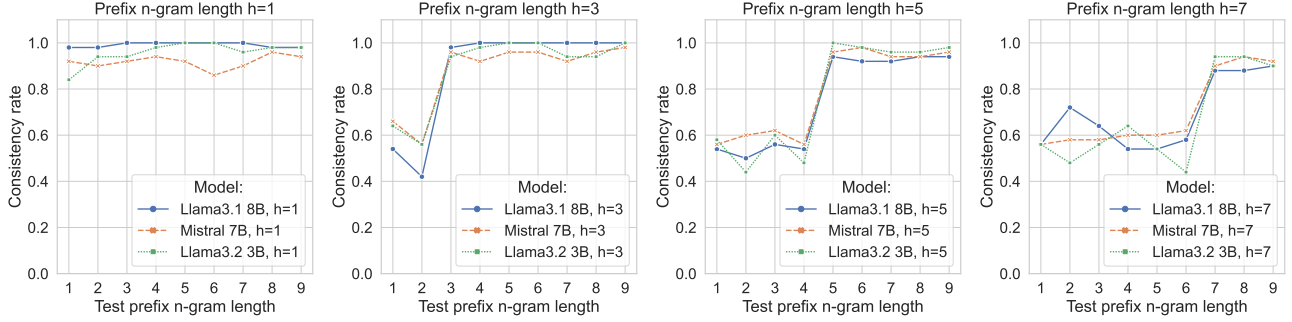 Prefix n-gram length h=1
Consistency rate
1.0
0.8
0.6
0.4
0.2
0.0
Model:
Llama3.1 8B, h=1
Mistral 7B, h=1
Llama3.2 3B, h=1
1 2 3 4 5 6 7 8 9
Test prefix n-gram length
Prefix n-gram length h=3
Consistency rate
1.0
0.8
0.6
0.4
0.2
0.0
Model:
Llama3.1 8B, h=3
Mistral 7B, h=3
Llama3.2 3B, h=3
1 2 3 4 5 6 7 8 9
Test prefix n-gram length
Prefix n-gram length h=5
Consistency rate
1.0
0.8
0.6
0.4
0.2
0.0
Model:
Llama3.1 8B, h=5
Mistral 7B, h=5
Llama3.2 3B, h=5
1 2 3 4 5 6 7 8 9
Test prefix n-gram length
Prefix n-gram length h=7
Consistency rate
1.0
0.8
0.6
0.4
0.2
0.0
Model:
Llama3.1 8B, h=7
Mistral 7B, h=7
Llama3.2 3B, h=7
1 2 3 4 5 6 7 8 9
Test prefix n-gram length